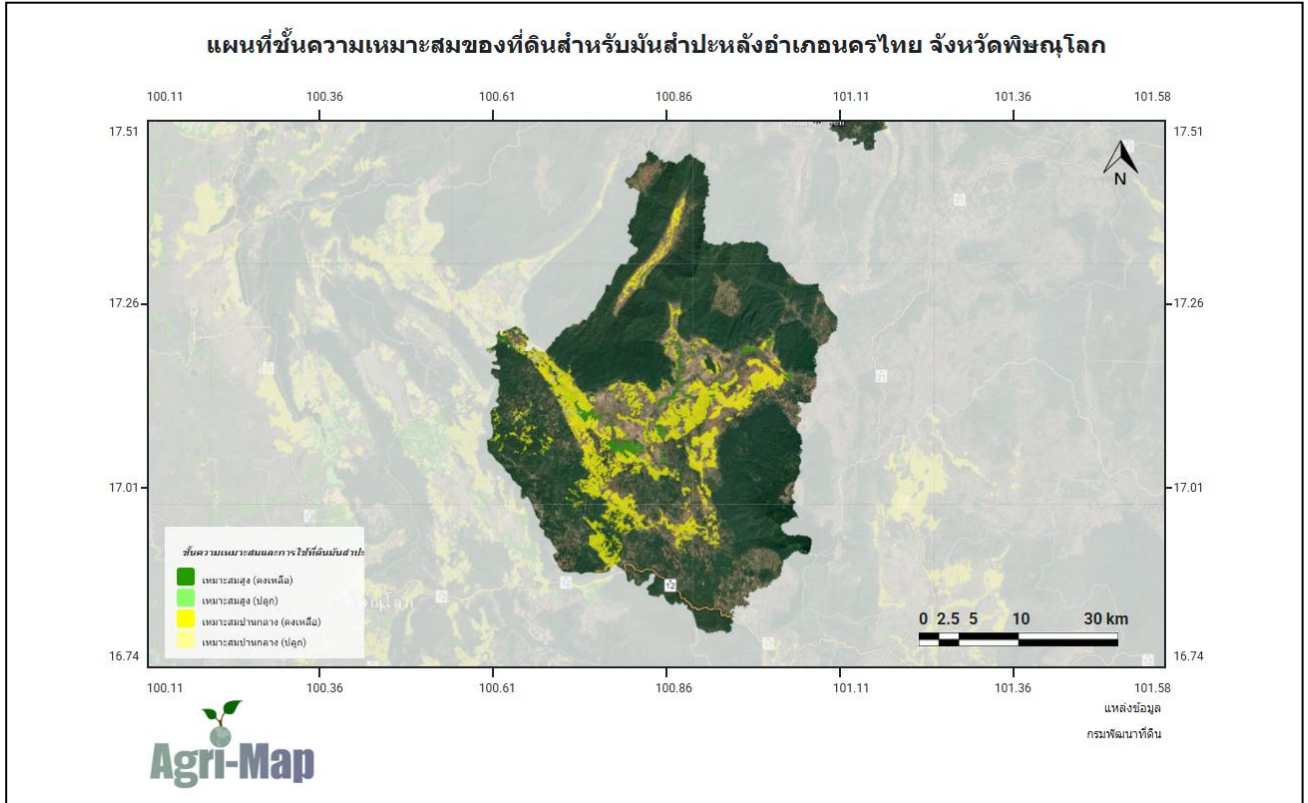 แผนที่ชั้นความเหมาะสมของที่ดินสำหรับมันสำปะหลังอำเภอนครไทย จังหวัดพิษณุโลก
100.11 100.36 100.61 100.86 101.11 101.36 101.58
17.51 17.51
N
17.26 17.26
17.01 17.01
ชั้นความเหมาะสมและการใช้ที่ดินมันสำปะ
เหมาะสมสูง (คงเหลือ)
เหมาะสมสูง (ปลูก)
เหมาะสมปานกลาง (คงเหลือ)
เหมาะสมปานกลาง (ปลูก)
12
0 2.5 5 10 30 km
16.74 16.74
100.11 100.36 100.61 100.86 101.11 101.36 101.58
แหล่งข้อมูล
กรมพัฒนาที่ดิน
Agri-Map